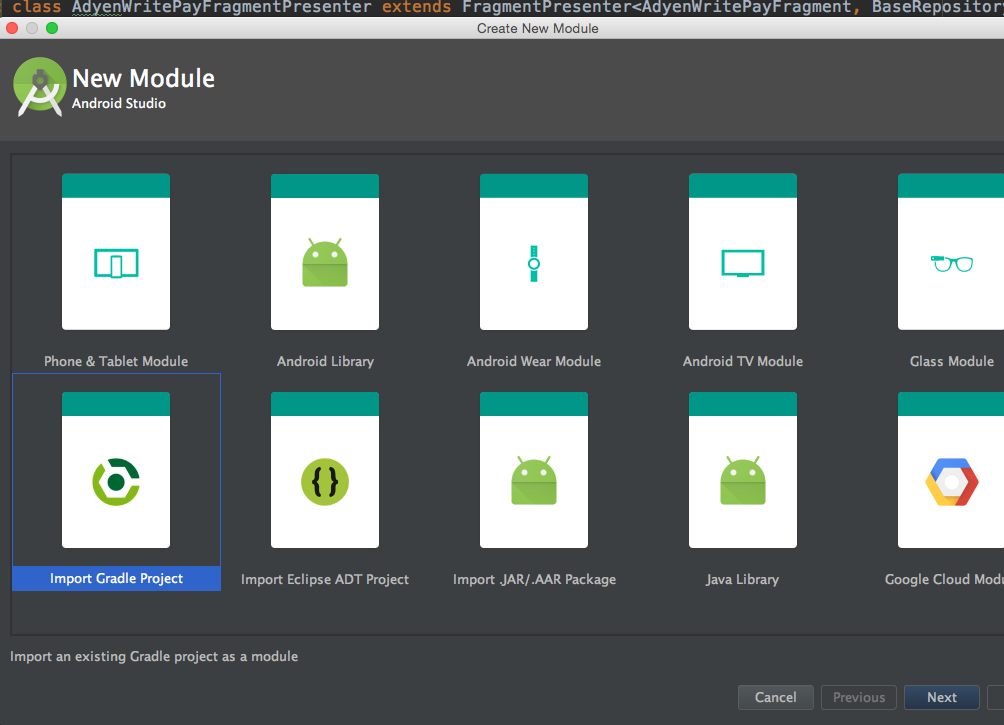 class AdyenWritePayFragmentPresenter extends FragmentPresenter<AdyenWritePayFragment, BaseRepositor
Create New Module
New Module
Android Studio
Phone & Tablet Module
Android Library
Android Wear Module
Android TV Module
Glass Module
{}
Import Gradle Project
Import Eclipse ADT Project
Import .JAR/.AAR Package
Java Library
Google Cloud Modu
Import an existing Gradle project as a module
Cancel
Previous
Next